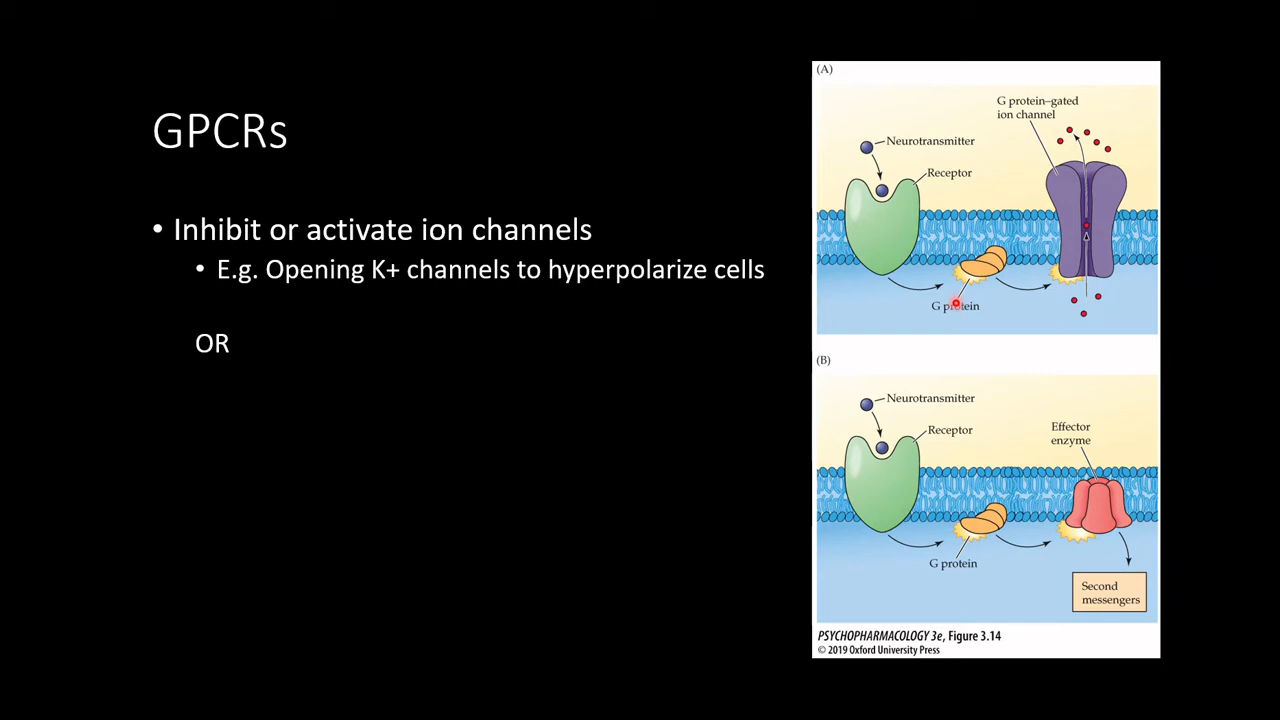 GPCRs
• Inhibit or activate ion channels
• E.g. Opening K+ channels to hyperpolarize cells
OR
(A)
G protein–gated
ion channel
Neurotransmitter
Receptor
G protein
(B)
Neurotransmitter
Receptor
Effector
enzyme
G protein
Second
messengers
PSYCHOPHARMACOLOGY 3e, Figure 3.14
© 2019 Oxford University Press